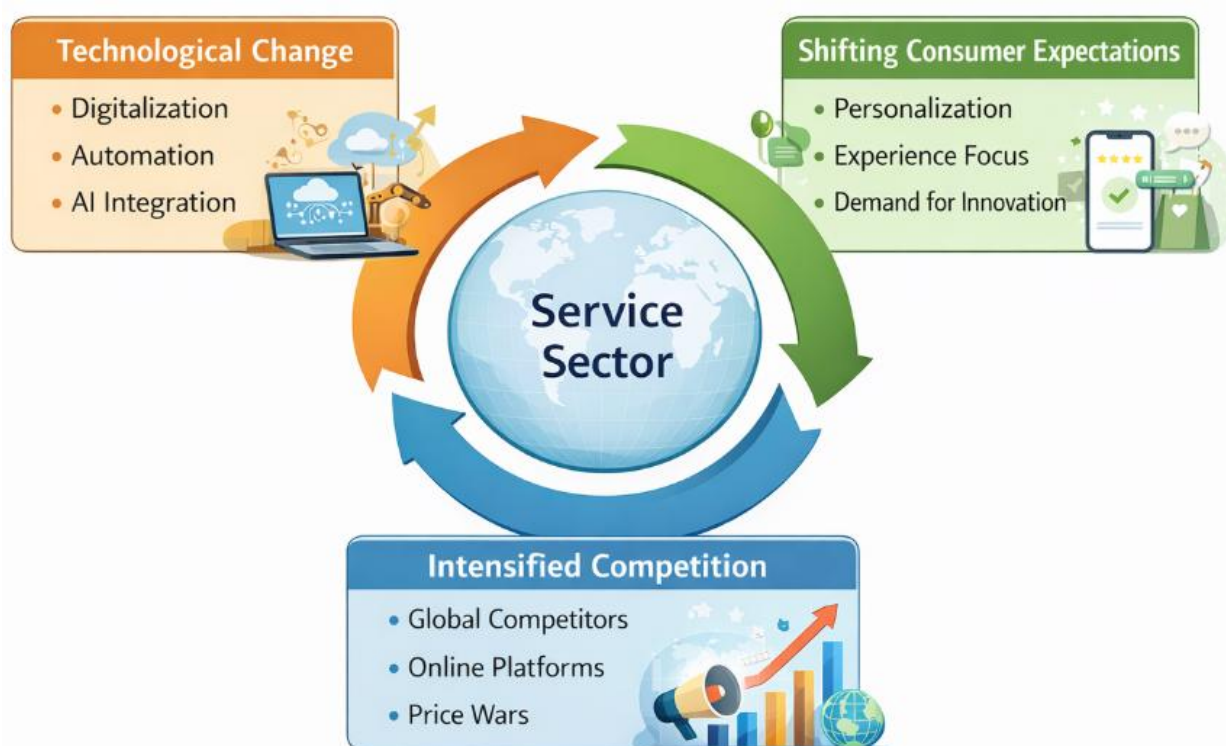 Technological Change
• Digitalization
• Automation
• AI Integration
Shifting Consumer Expectations
• Personalization
• Experience Focus
• Demand for Innovation
Service
Sector
Intensified Competition
• Global Competitors
• Online Platforms
• Price Wars